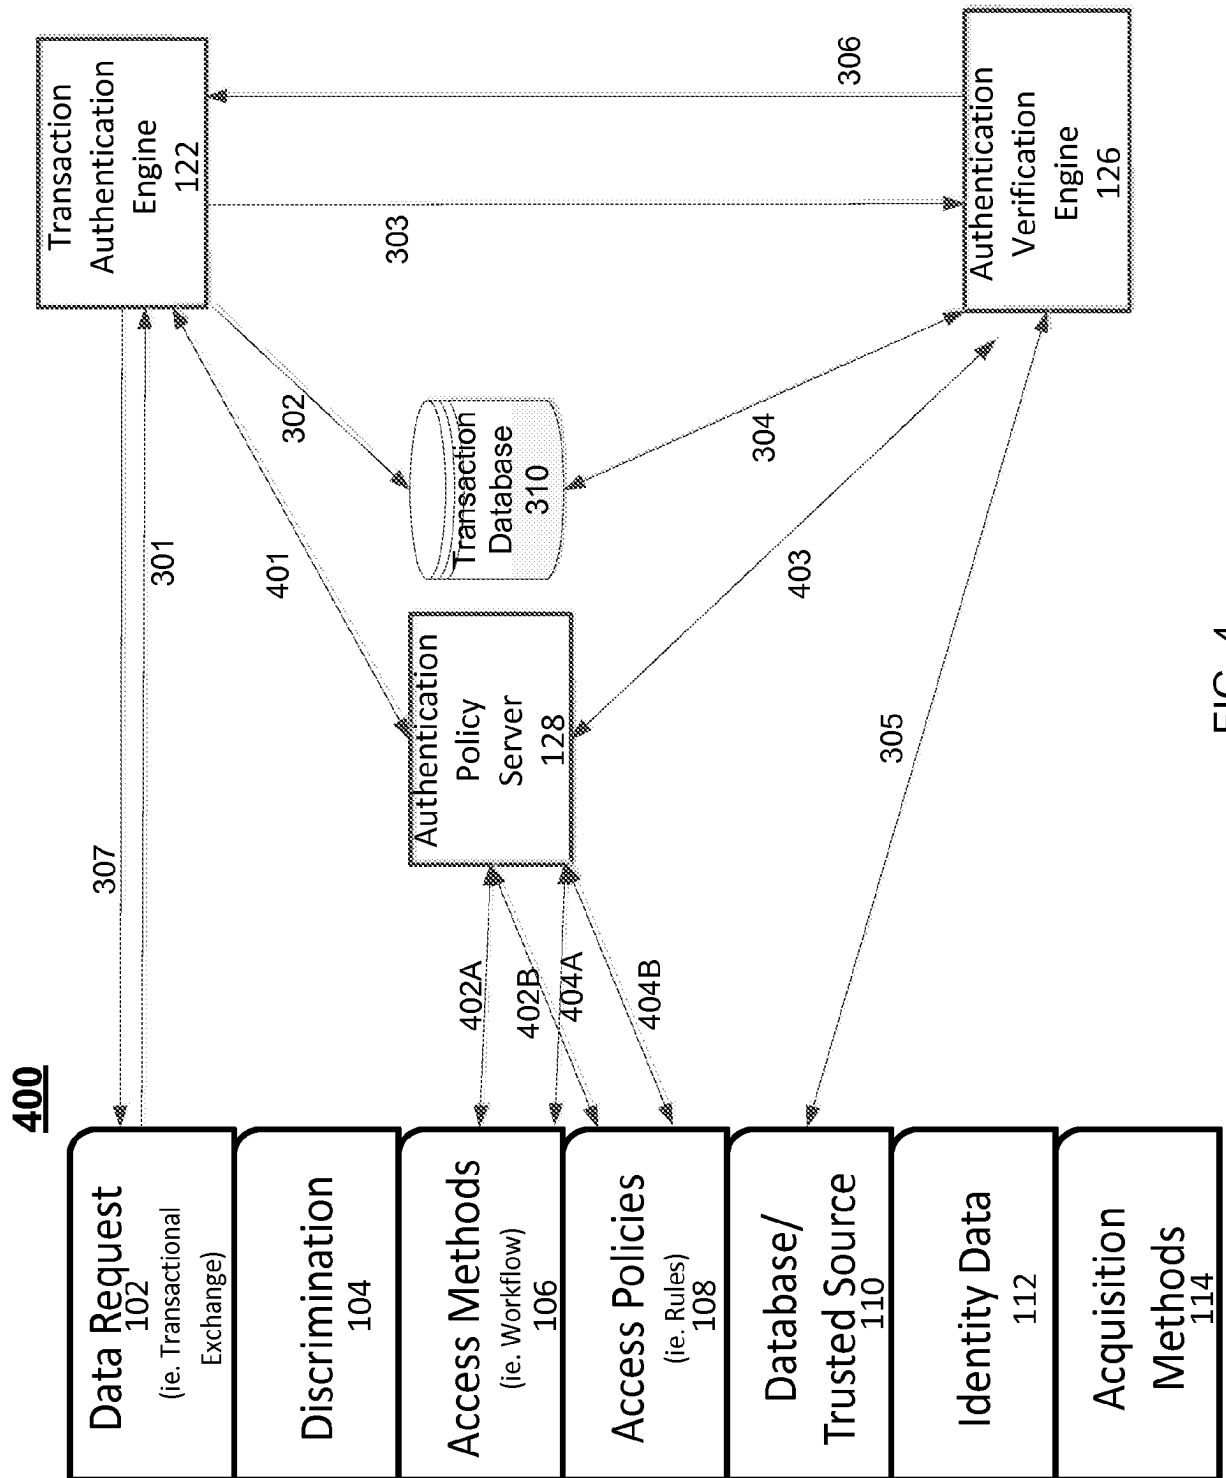 400
Data Request
102
(ie. Transactional
Exchange)
Discrimination
104
Access Methods
(ie. Workflow)
106
Access Policies
(ie. Rules)
108
Database/
Trusted Source
110
Identity Data
112
Acquisition
Methods
114
307
301
402A
402B
404A
404B
Authentication
Policy
Server
128
401
302
Transaction
Database
310
304
403
305
Transaction
Authentication
Engine
122
303
306
Authentication
Verification
Engine
126
FIG. 4